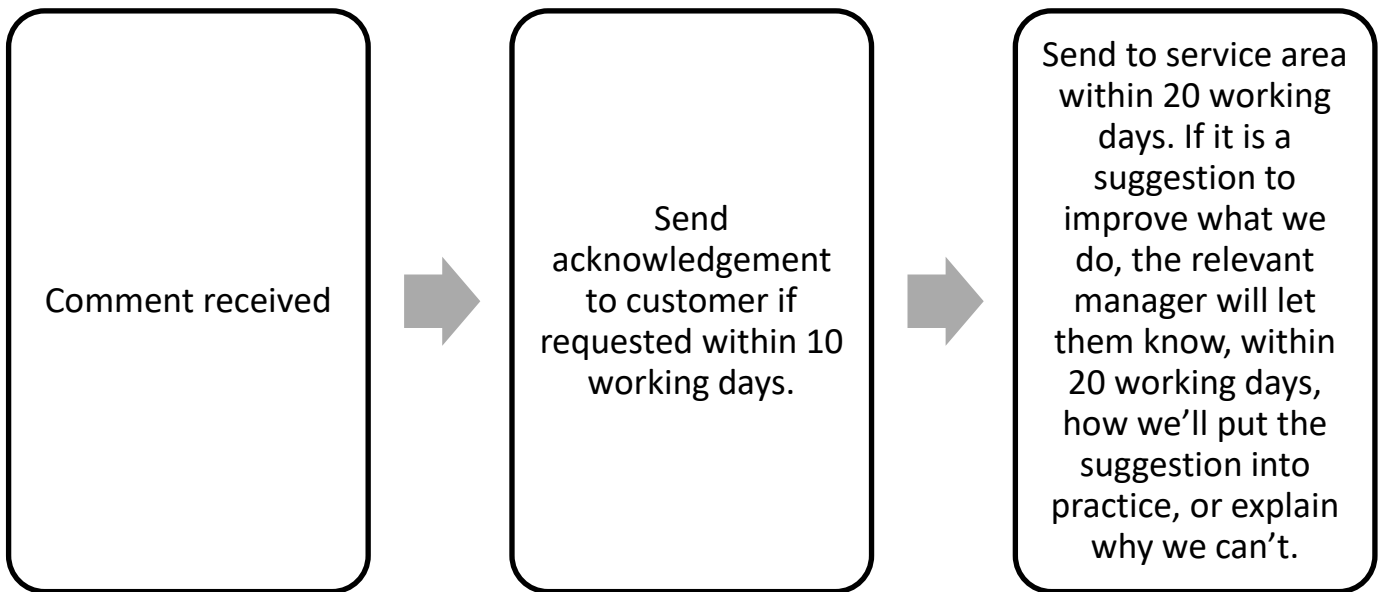 Comment received
Send
acknowledgement
to customer if
requested within 10
working days.
Send to service area
within 20 working
days. If it is a
suggestion to
improve what we
do, the relevant
manager will let
them know, within
20 working days,
how we’ll put the
suggestion into
practice, or explain
why we can’t.